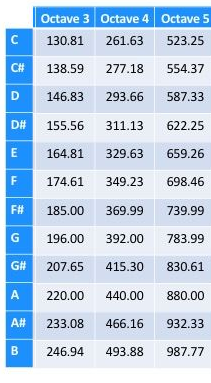 Octave 3 Octave 4 Octave 5
C 130.81 261.63 523.25
C# 138.59 277.18 554.37
D 146.83 293.66 587.33
D# 155.56 311.13 622.25
E 164.81 329.63 659.26
F 174.61 349.23 698.46
F# 185.00 369.99 739.99
G 196.00 392.00 783.99
G# 207.65 415.30 830.61
A 220.00 440.00 880.00
A# 233.08 466.16 932.33
B 246.94 493.88 987.77